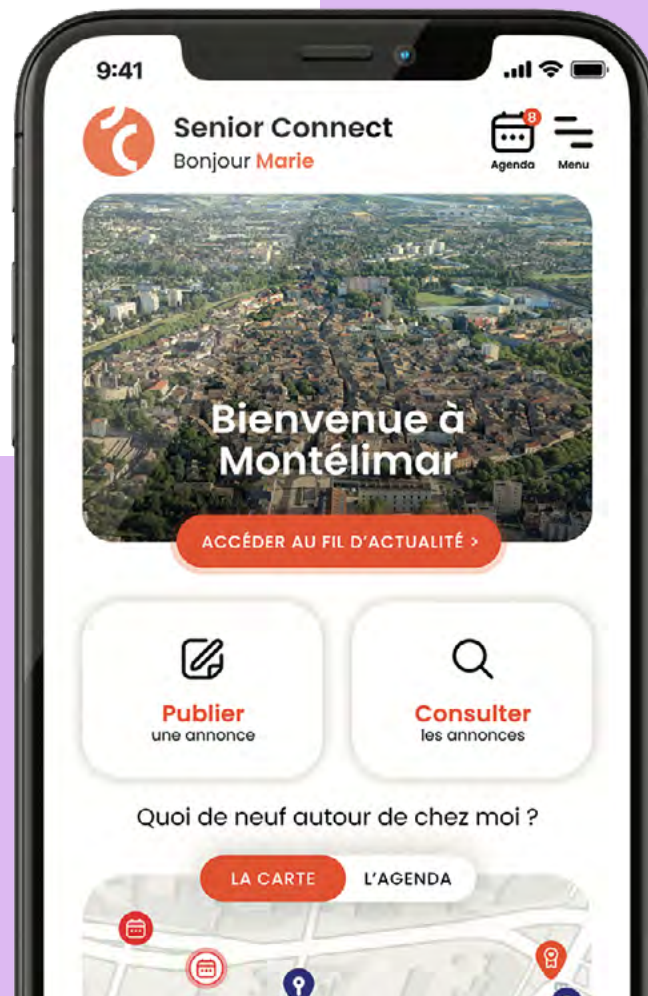 9:41
Senior Connect
Bonjour Marie
8
Agenda
Menu
Bienvenue à
Montélimar
ACCÉDER AU FIL D'ACTUALITÉ >
Publier
une annonce
Consulter
les annonces
Quoi de neuf autour de chez moi ?
LA CARTE
L'AGENDA